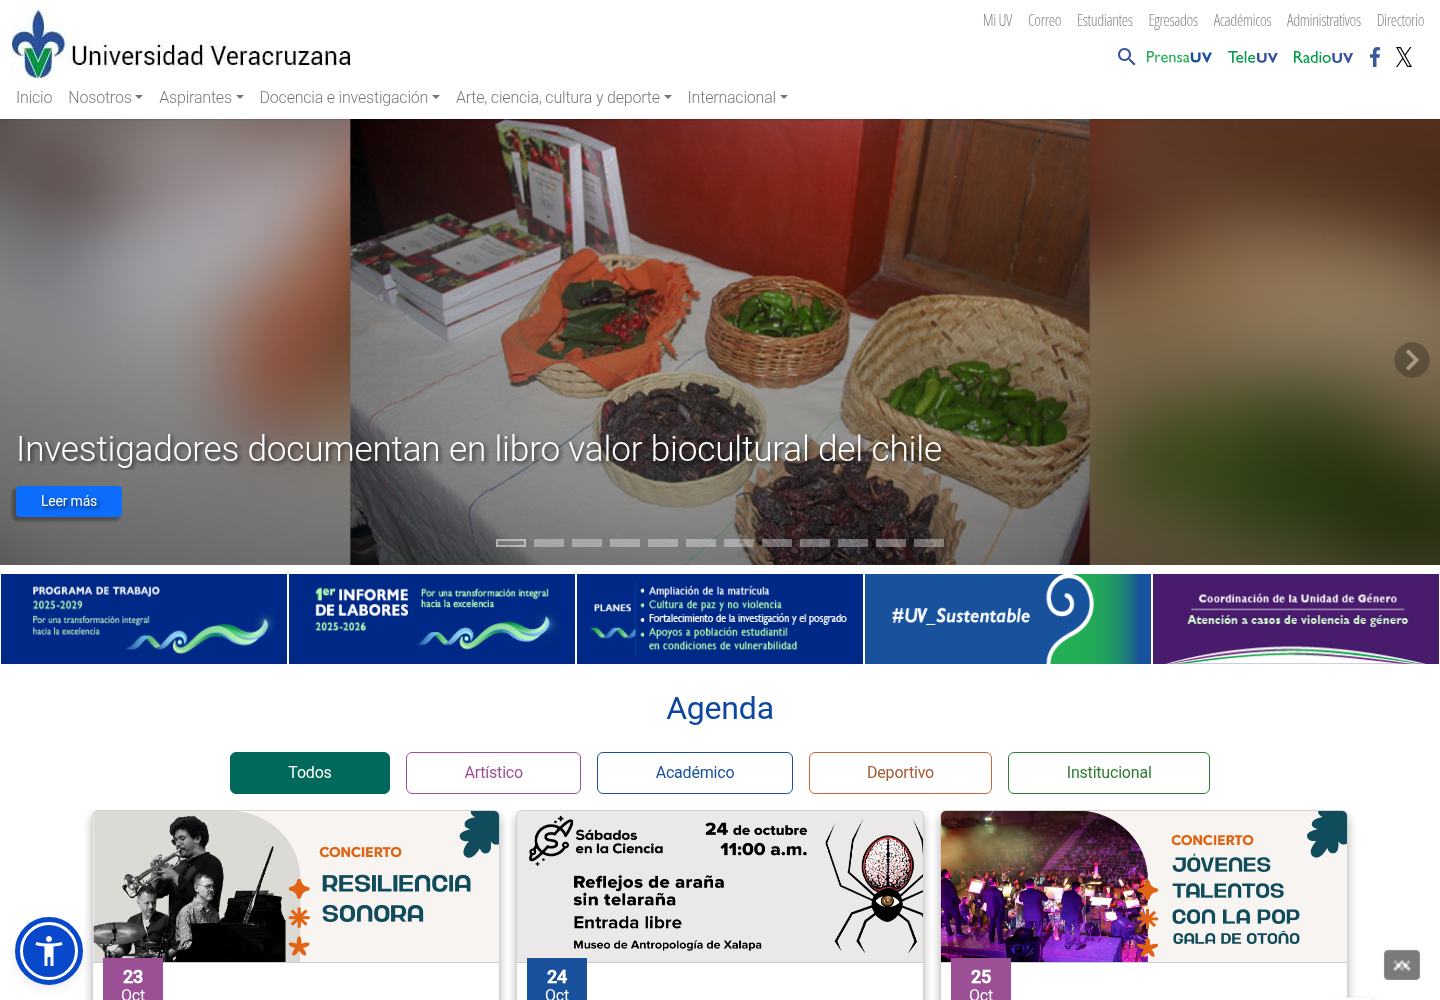 Mi UV Correo Estudiantes Egresados Académicos Administrativos Directorio
Universidad Veracruzana
PrensaUV TeleUV RadioUV
Inicio Nosotros Aspirantes Docencia e investigación Arte, ciencia, cultura y deporte Internacional
Investigadores documentan en libro valor biocultural del chile
Leer más
PROGRAMA DE TRABAJO
2025-2029
Por una transformación integral
hacia la excelencia
1er INFORME
DE LABORES
2025-2026
Por una transformación integral
hacia la excelencia
PLANES
• Ampliación de la matrícula
• Cultura de paz y no violencia
• Fortalecimiento de la investigación y el posgrado
• Apoyos a población estudiantil
en condiciones de vulnerabilidad
#UV_Sustentable
Coordinación de la Unidad de Género
Atención a casos de violencia de género
Agenda
Todos Artístico Académico Deportivo Institucional
CONCIERTO
RESILIENCIA
SONORA
23
Oct
Sábados
en la Ciencia
24 de octubre
11:00 a.m.
Reflejos de araña
sin telaraña
Entrada libre
Museo de Antropología de Xalapa
24
Oct
CONCIERTO
JÓVENES
TALENTOS
CON LA POP
GALA DE OTOÑO
25
Oct